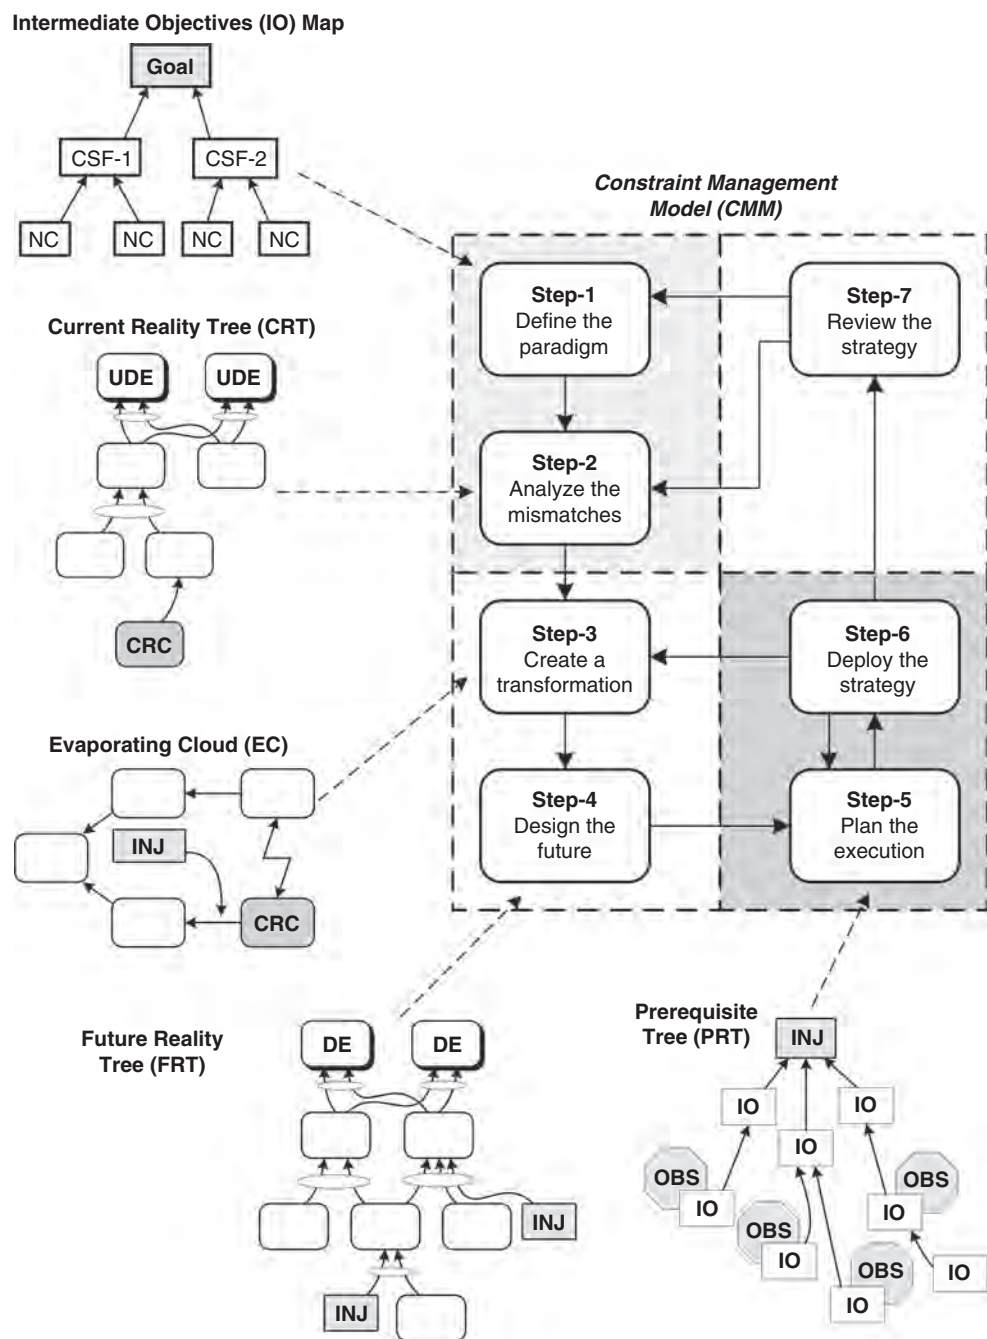 Intermediate Objectives (IO) Map
Goal
CSF-1
CSF-2
NC
NC
NC
NC
Constraint Management
Model (CMM)
Step-1
Define the
paradigm
Step-7
Review the
strategy
Current Reality Tree (CRT)
UDE
UDE
Step-2
Analyze the
mismatches
CRC
Step-3
Create a
transformation
Step-6
Deploy the
strategy
Evaporating Cloud (EC)
INJ
CRC
Step-4
Design the
future
Step-5
Plan the
execution
Future Reality
Tree (FRT)
DE
DE
INJ
INJ
Prerequisite
Tree (PRT)
INJ
IO
IO
IO
OBS
IO
OBS
IO
OBS
IO
OBS
IO
IO